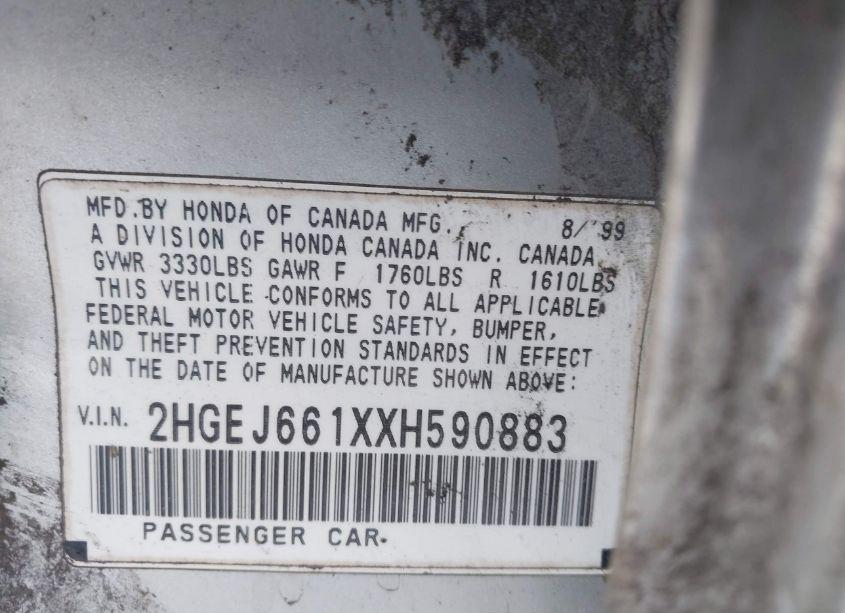 MFD.BY HONDA OF CANADA MFG. 8/'99
A DIVISION OF HONDA CANADA INC. CANADA
GVWR 3330LBS GAWR F 1760LBS R 1610LBS
THIS VEHICLE CONFORMS TO ALL APPLICABLE
FEDERAL MOTOR VEHICLE SAFETY, BUMPER,
AND THEFT PREVENTION STANDARDS IN EFFECT
ON THE DATE OF MANUFACTURE SHOWN ABOVE:
V.I.N. 2HGEJ661XXH590883
PASSENGER CAR